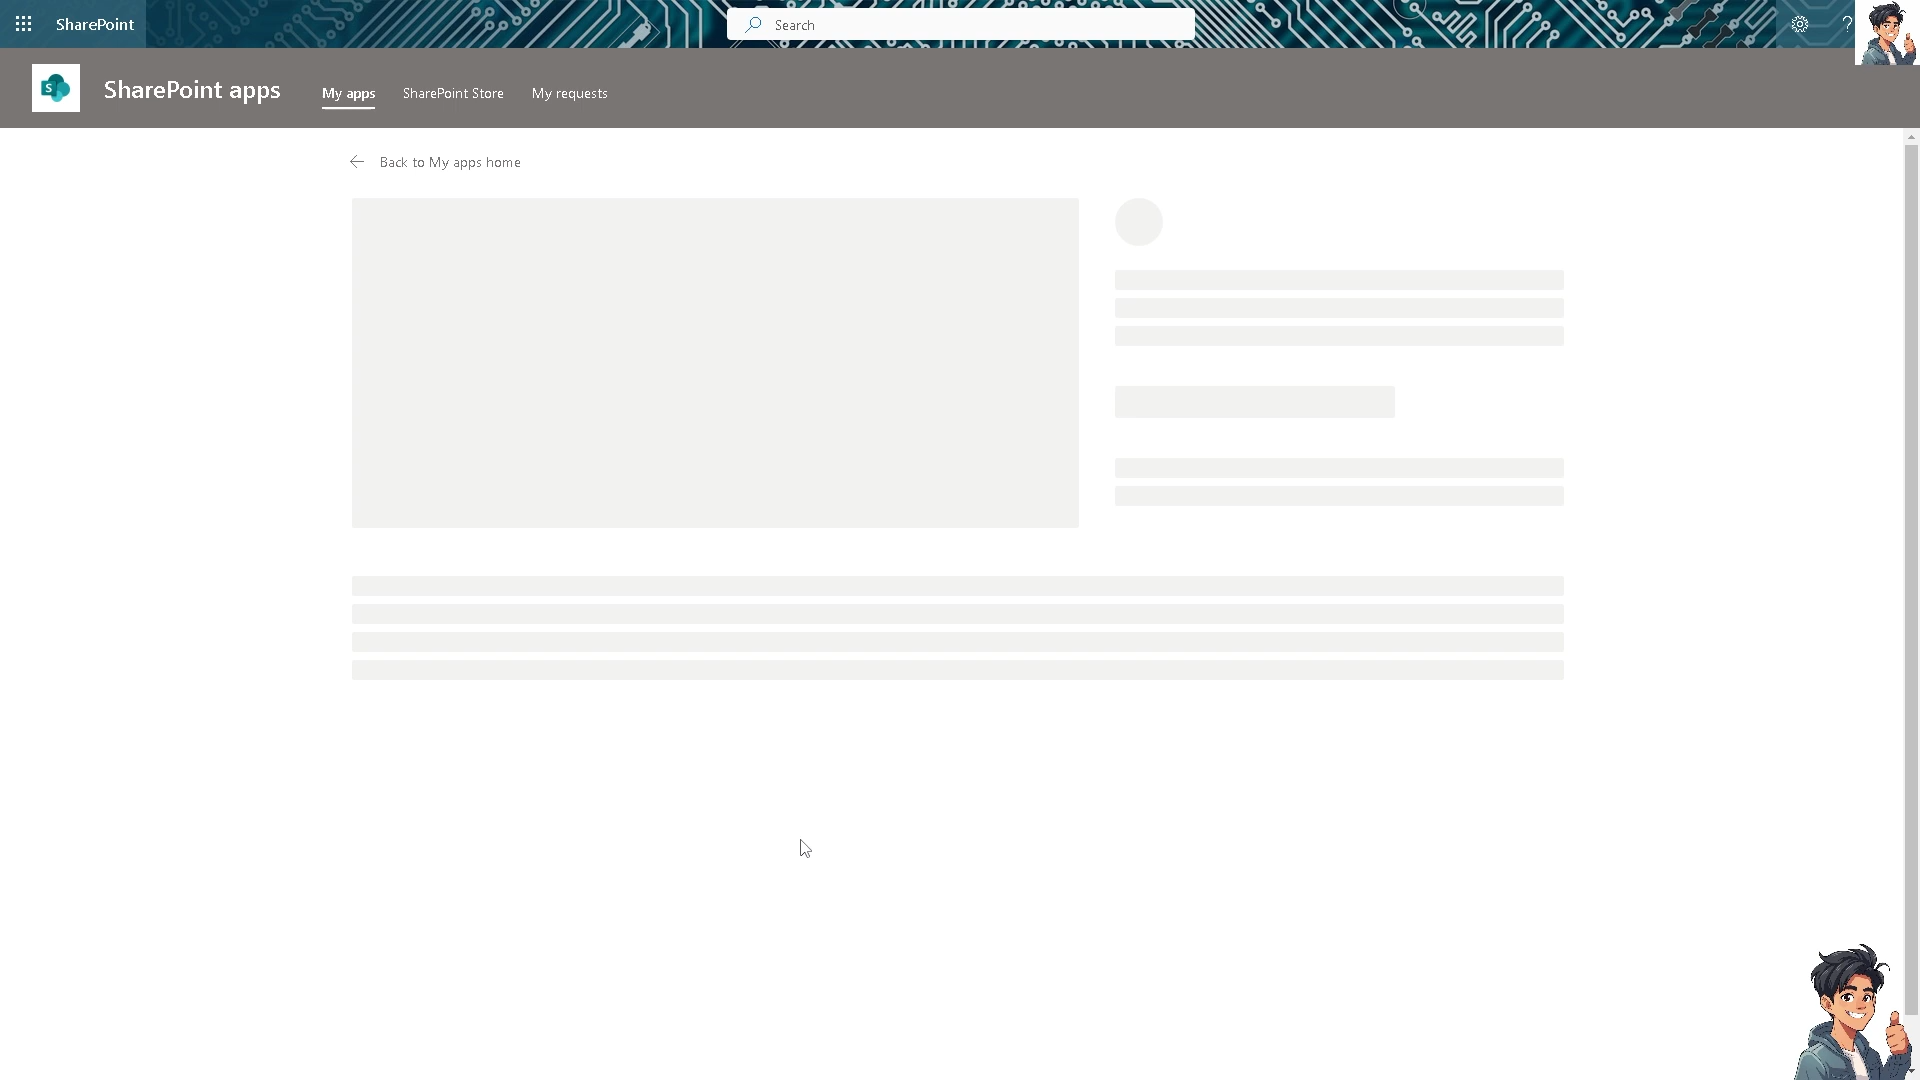 SharePoint
Search
?
S
SharePoint apps
My apps
SharePoint Store
My requests
Back to My apps home